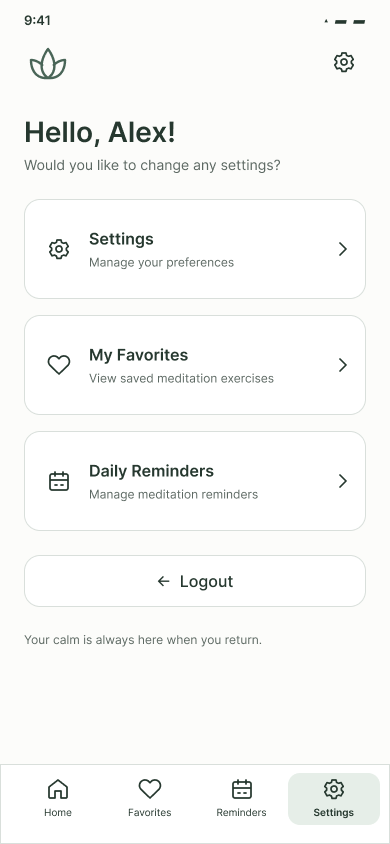 9:41
Hello, Alex!
Would you like to change any settings?
Settings
Manage your preferences
My Favorites
View saved meditation exercises
Daily Reminders
Manage meditation reminders
← Logout
Your calm is always here when you return.
Home
Favorites
Reminders
Settings